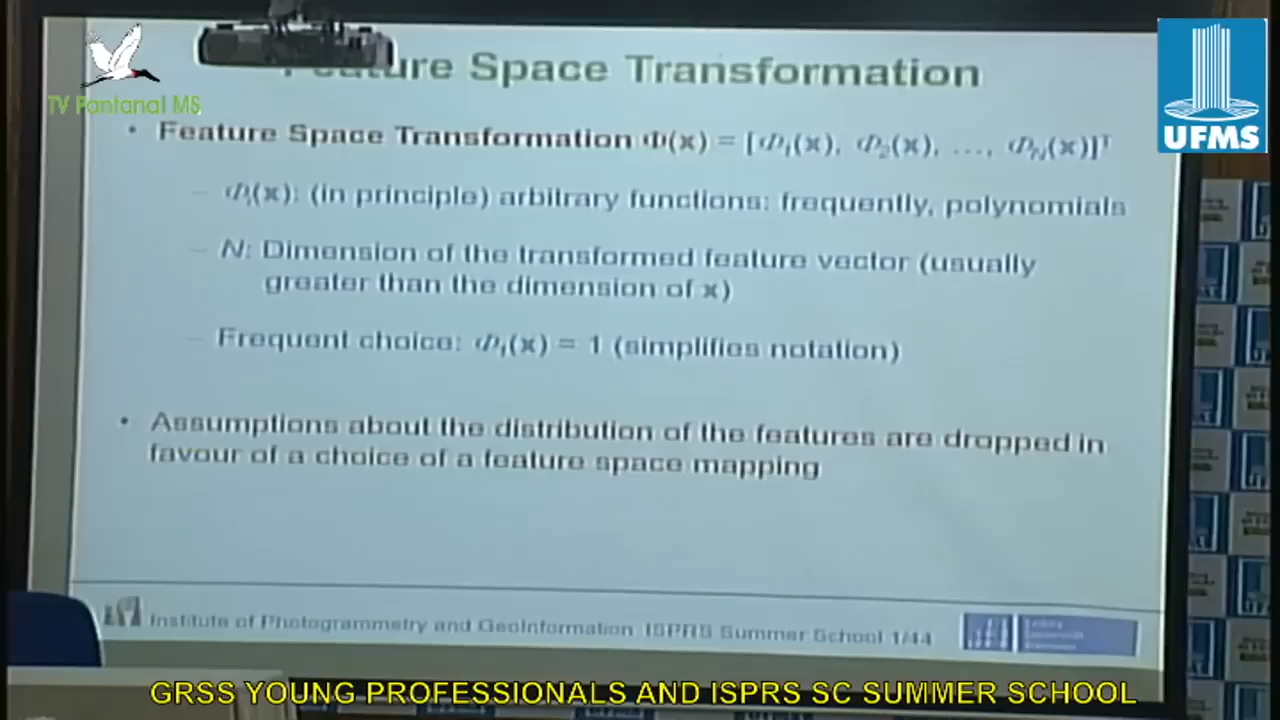 TV Pantanal MS
UFMS
Feature Space Transformation
• Feature Space Transformation Φ(x) = [Φ1(x), Φ2(x), ..., ΦN(x)]T
– Φi(x): (in principle) arbitrary functions: frequently, polynomials
– N: Dimension of the transformed feature vector (usually
greater than the dimension of x)
– Frequent choice: Φ1(x) = 1 (simplifies notation)
• Assumptions about the distribution of the features are dropped in
favour of a choice of a feature space mapping
Institute of Photogrammetry and GeoInformation ISPRS Summer School 1/44
GRSS YOUNG PROFESSIONALS AND ISPRS SC SUMMER SCHOOL